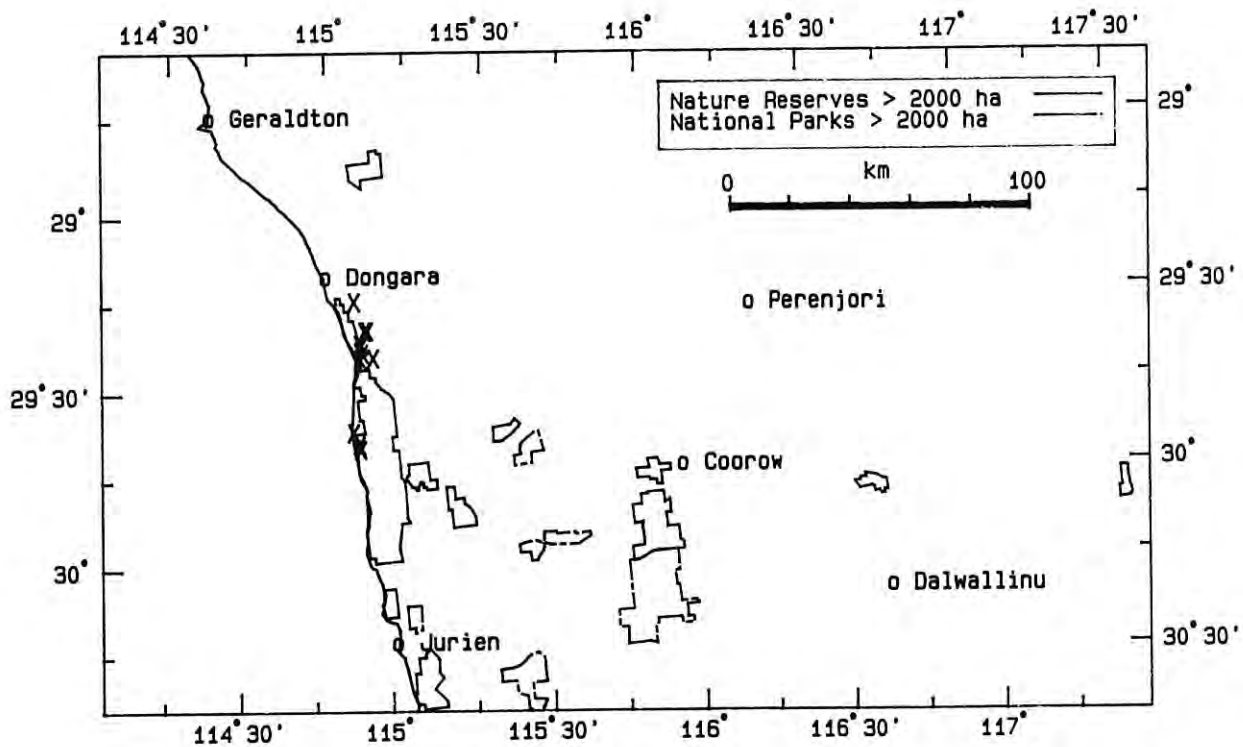 114°30' 115° 115°30' 116° 116°30' 117° 117°30'
Nature Reserves > 2000 ha
National Parks > 2000 ha
km
0 100
29°
Geraldton
29°
Dongara
29°30'
Perenjori
29°30'
30°
Coorow
30°
Dalwallinu
Jurien
30°30'
114°30' 115° 115°30' 116° 116°30' 117°